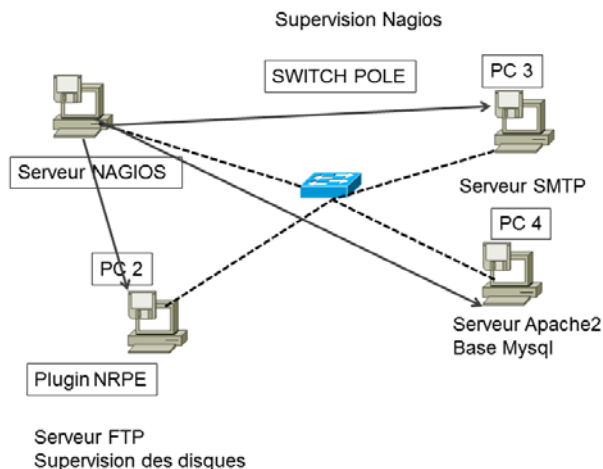 Supervision Nagios
SWITCH POLE
PC 3
Serveur NAGIOS
Serveur SMTP
PC 4
PC 2
Serveur Apache2
Base Mysql
Plugin NRPE
Serveur FTP
Supervision des disques